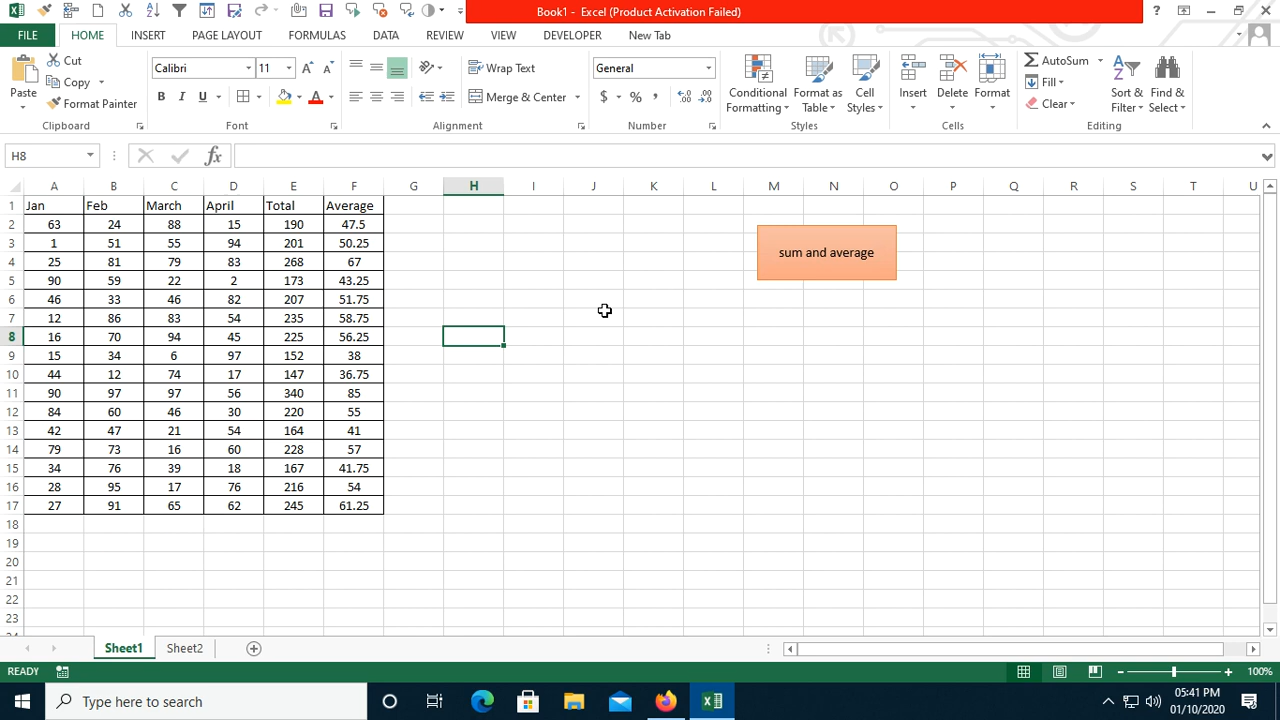 Book1 - Excel (Product Activation Failed)
?
FILE HOME INSERT PAGE LAYOUT FORMULAS DATA REVIEW VIEW DEVELOPER New Tab
Paste
Cut
Copy
Format Painter
Clipboard
Calibri 11
B I U A
Font
Wrap Text
Merge & Center
Alignment
General
$ % ,
Number
Conditional Formatting
Format as Table
Cell Styles
Styles
Insert
Delete
Format
Cells
AutoSum
Fill
Clear
Sort & Filter
Find & Select
Editing
H8 fx
A B C D E F G H I J K L M N O P Q R S T U
1 Jan Feb March April Total Average
2 63 24 88 15 190 47.5
3 1 51 55 94 201 50.25
sum and average
4 25 81 79 83 268 67
5 90 59 22 2 173 43.25
6 46 33 46 82 207 51.75
7 12 86 83 54 235 58.75
8 16 70 94 45 225 56.25
9 15 34 6 97 152 38
10 44 12 74 17 147 36.75
11 90 97 97 56 340 85
12 84 60 46 30 220 55
13 42 47 21 54 164 41
14 79 73 16 60 228 57
15 34 76 39 18 167 41.75
16 28 95 17 76 216 54
17 27 91 65 62 245 61.25
18
19
20
21
22
23
Sheet1 Sheet2
READY 100%
Type here to search
05:41 PM
01/10/2020